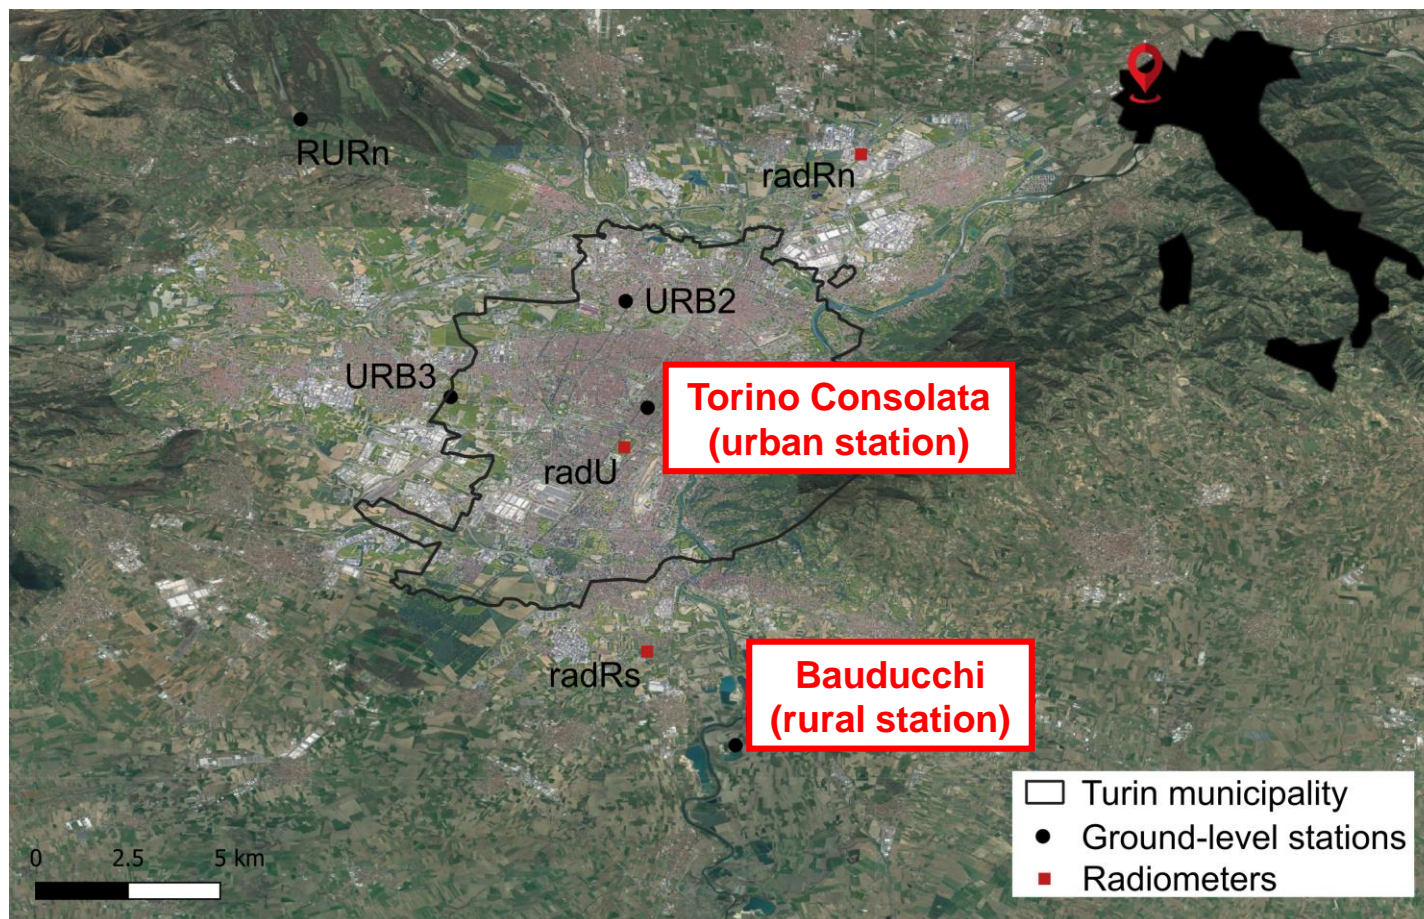 RURn
radRn
URB2
URB3
Torino Consolata
(urban station)
radU
radRs
Bauducchi
(rural station)
Turin municipality
Ground-level stations
Radiometers
0 2.5 5 km